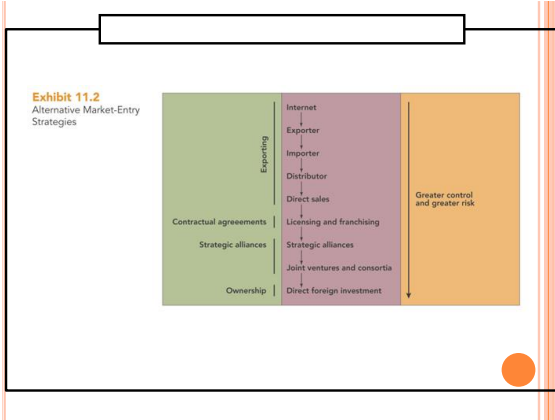 Exhibit 11.2
Alternative Market-Entry
Strategies
Exporting
Internet
Exporter
Importer
Distributor
Direct sales
Contractual agreeements
Licensing and franchising
Strategic alliances
Strategic alliances
Joint ventures and consortia
Ownership
Direct foreign investment
Greater control
and greater risk